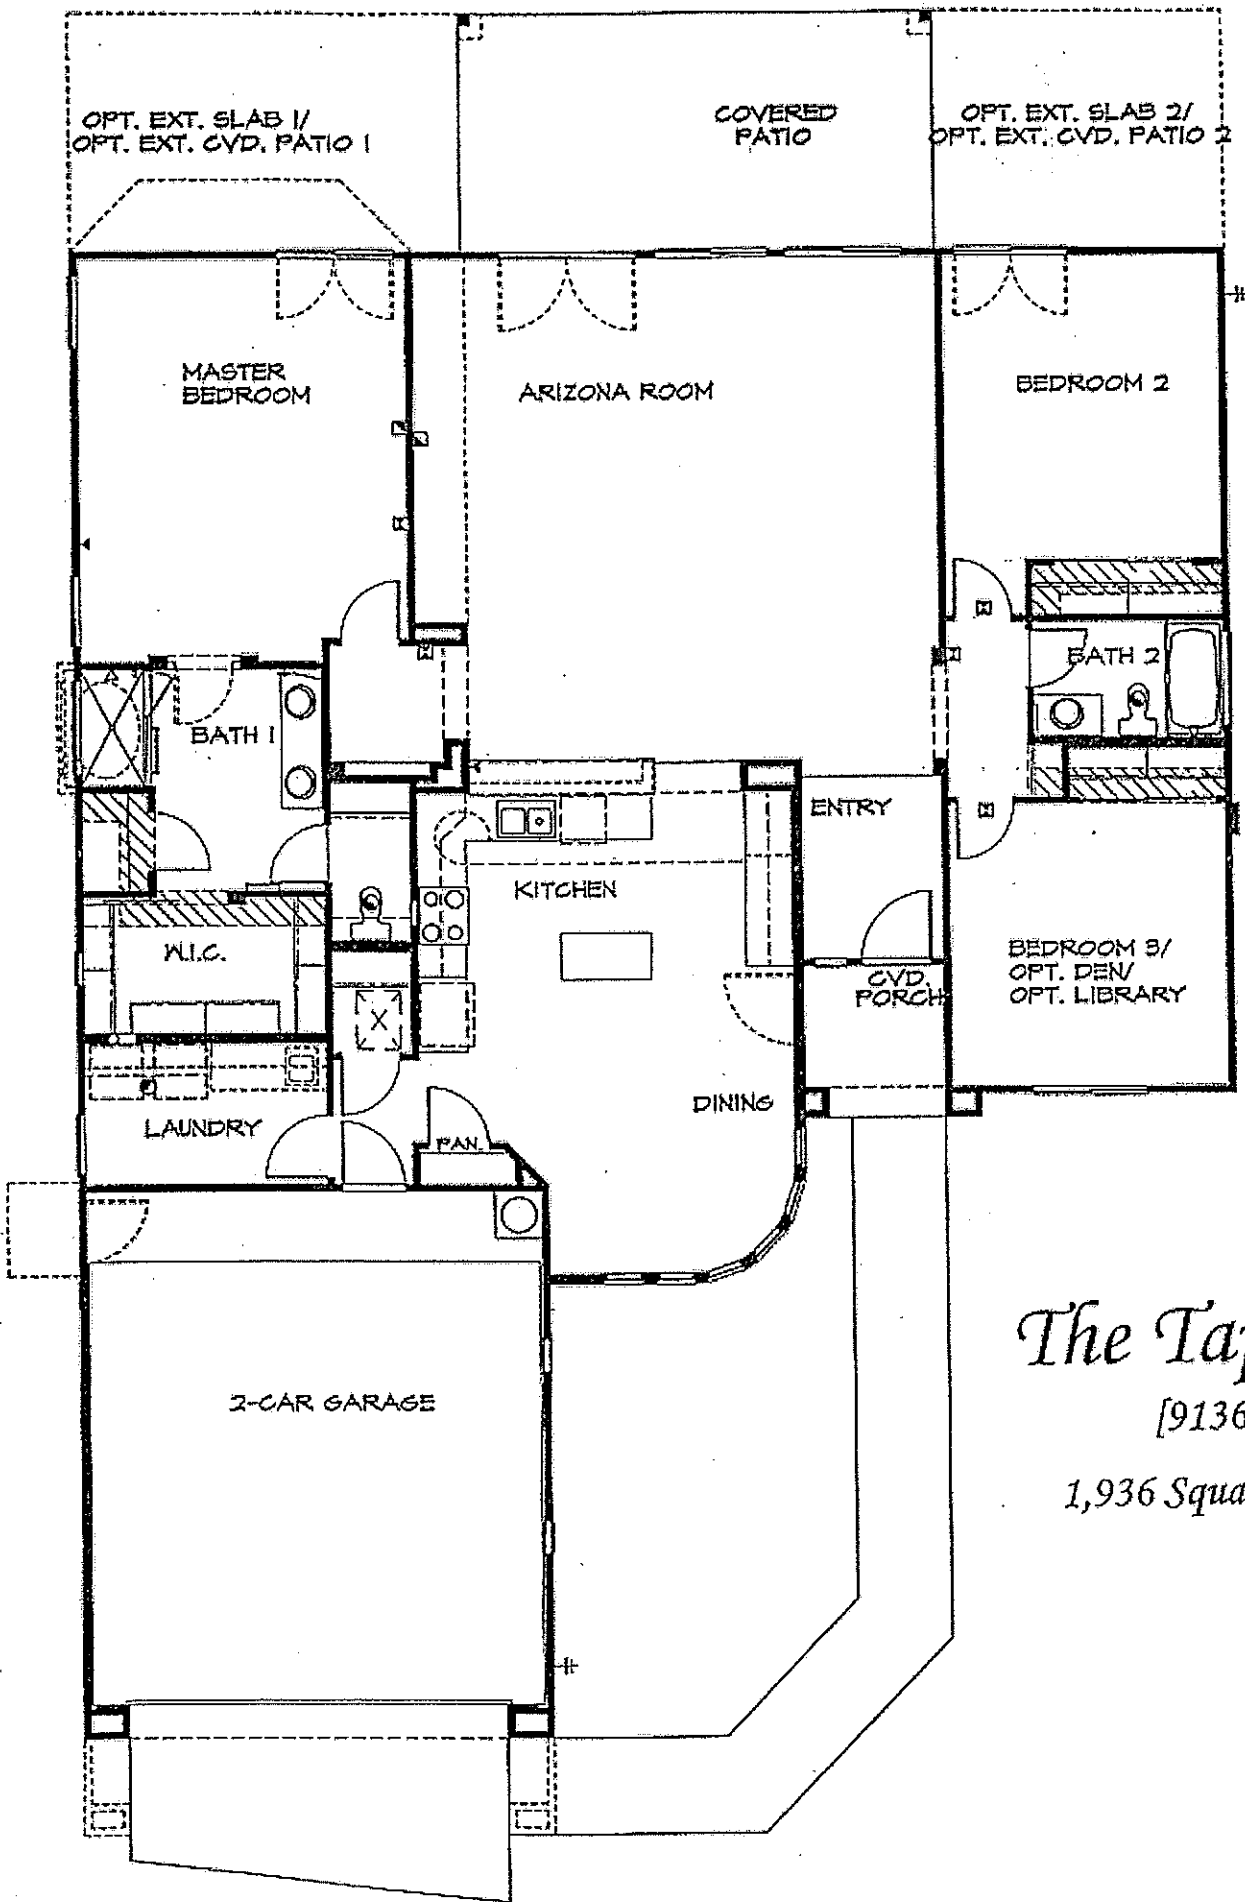 OPT. EXT. SLAB 1/
OPT. EXT. CVD. PATIO 1
COVERED
PATIO
OPT. EXT. SLAB 2/
OPT. EXT. CVD. PATIO 2
MASTER
BEDROOM
ARIZONA ROOM
BEDROOM 2
BATH 1
BATH 2
ENTRY
KITCHEN
W.I.C.
BEDROOM 3/
OPT. DEN/
OPT. LIBRARY
CVD.
PORCH
X
DINING
LAUNDRY
PAN.
2-CAR GARAGE
The
[9136
1,936